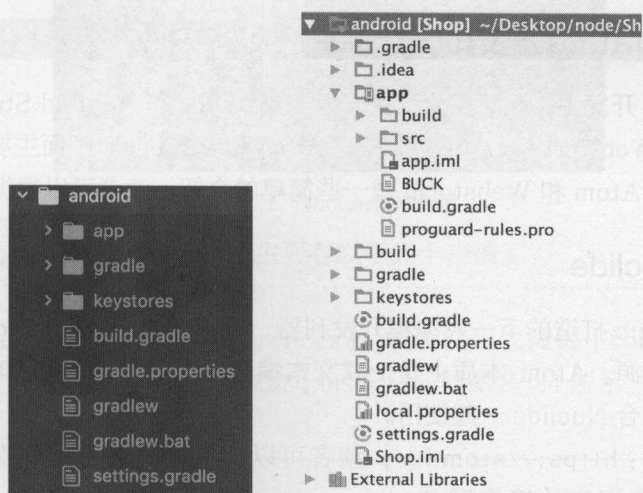 android
app
gradle
keystores
build.gradle
gradle.properties
gradlew
gradlew.bat
settings.gradle
android [Shop] ~/Desktop/node/Sh
.gradle
.idea
app
build
src
app.iml
BUCK
build.gradle
proguard-rules.pro
build
gradle
keystores
build.gradle
gradle.properties
gradlew
gradlew.bat
local.properties
settings.gradle
Shop.iml
External Libraries